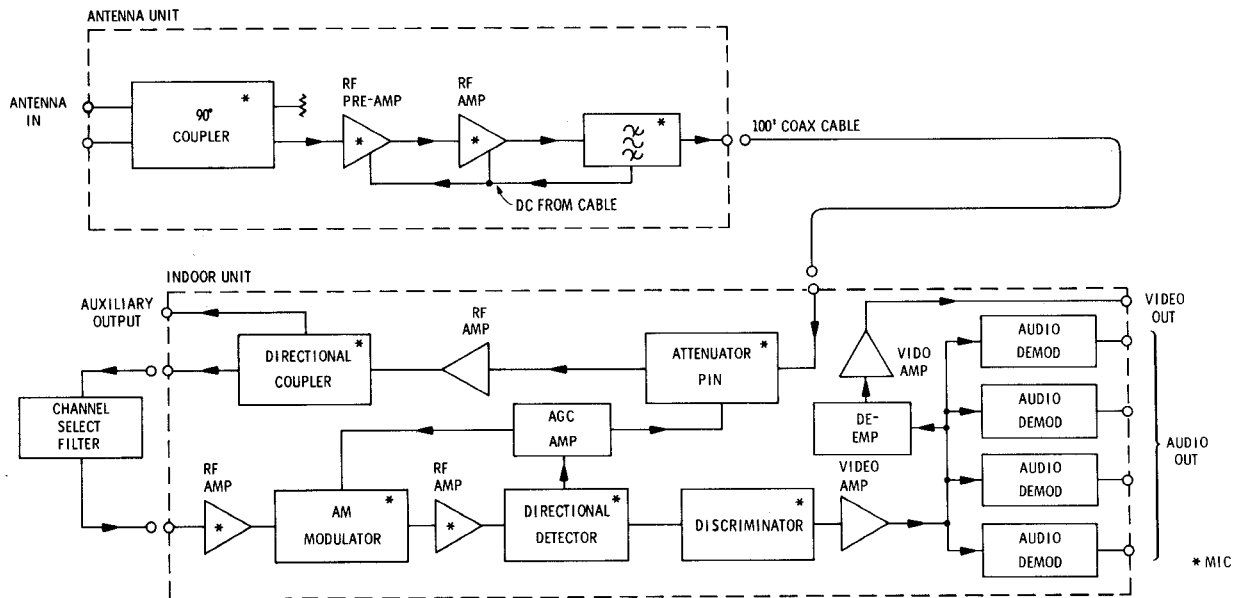 ANTENNA UNIT
ANTENNA
IN
90°
COUPLER
*
RF
PRE-AMP
*
RF
AMP
*
*
DC FROM CABLE
100' COAX CABLE
INDOOR UNIT
AUXILIARY
OUTPUT
DIRECTIONAL
COUPLER
*
RF
AMP
ATTENUATOR
PIN
*
VIDEO
OUT
VIDO
AMP
DE-
EMP
AUDIO
DEMOD
AUDIO
DEMOD
AUDIO
DEMOD
AUDIO
DEMOD
AUDIO
OUT
CHANNEL
SELECT
FILTER
AGC
AMP
RF
AMP
*
AM
MODULATOR
*
RF
AMP
*
DIRECTIONAL
DETECTOR
*
DISCRIMINATOR
*
VIDEO
AMP
* MIC